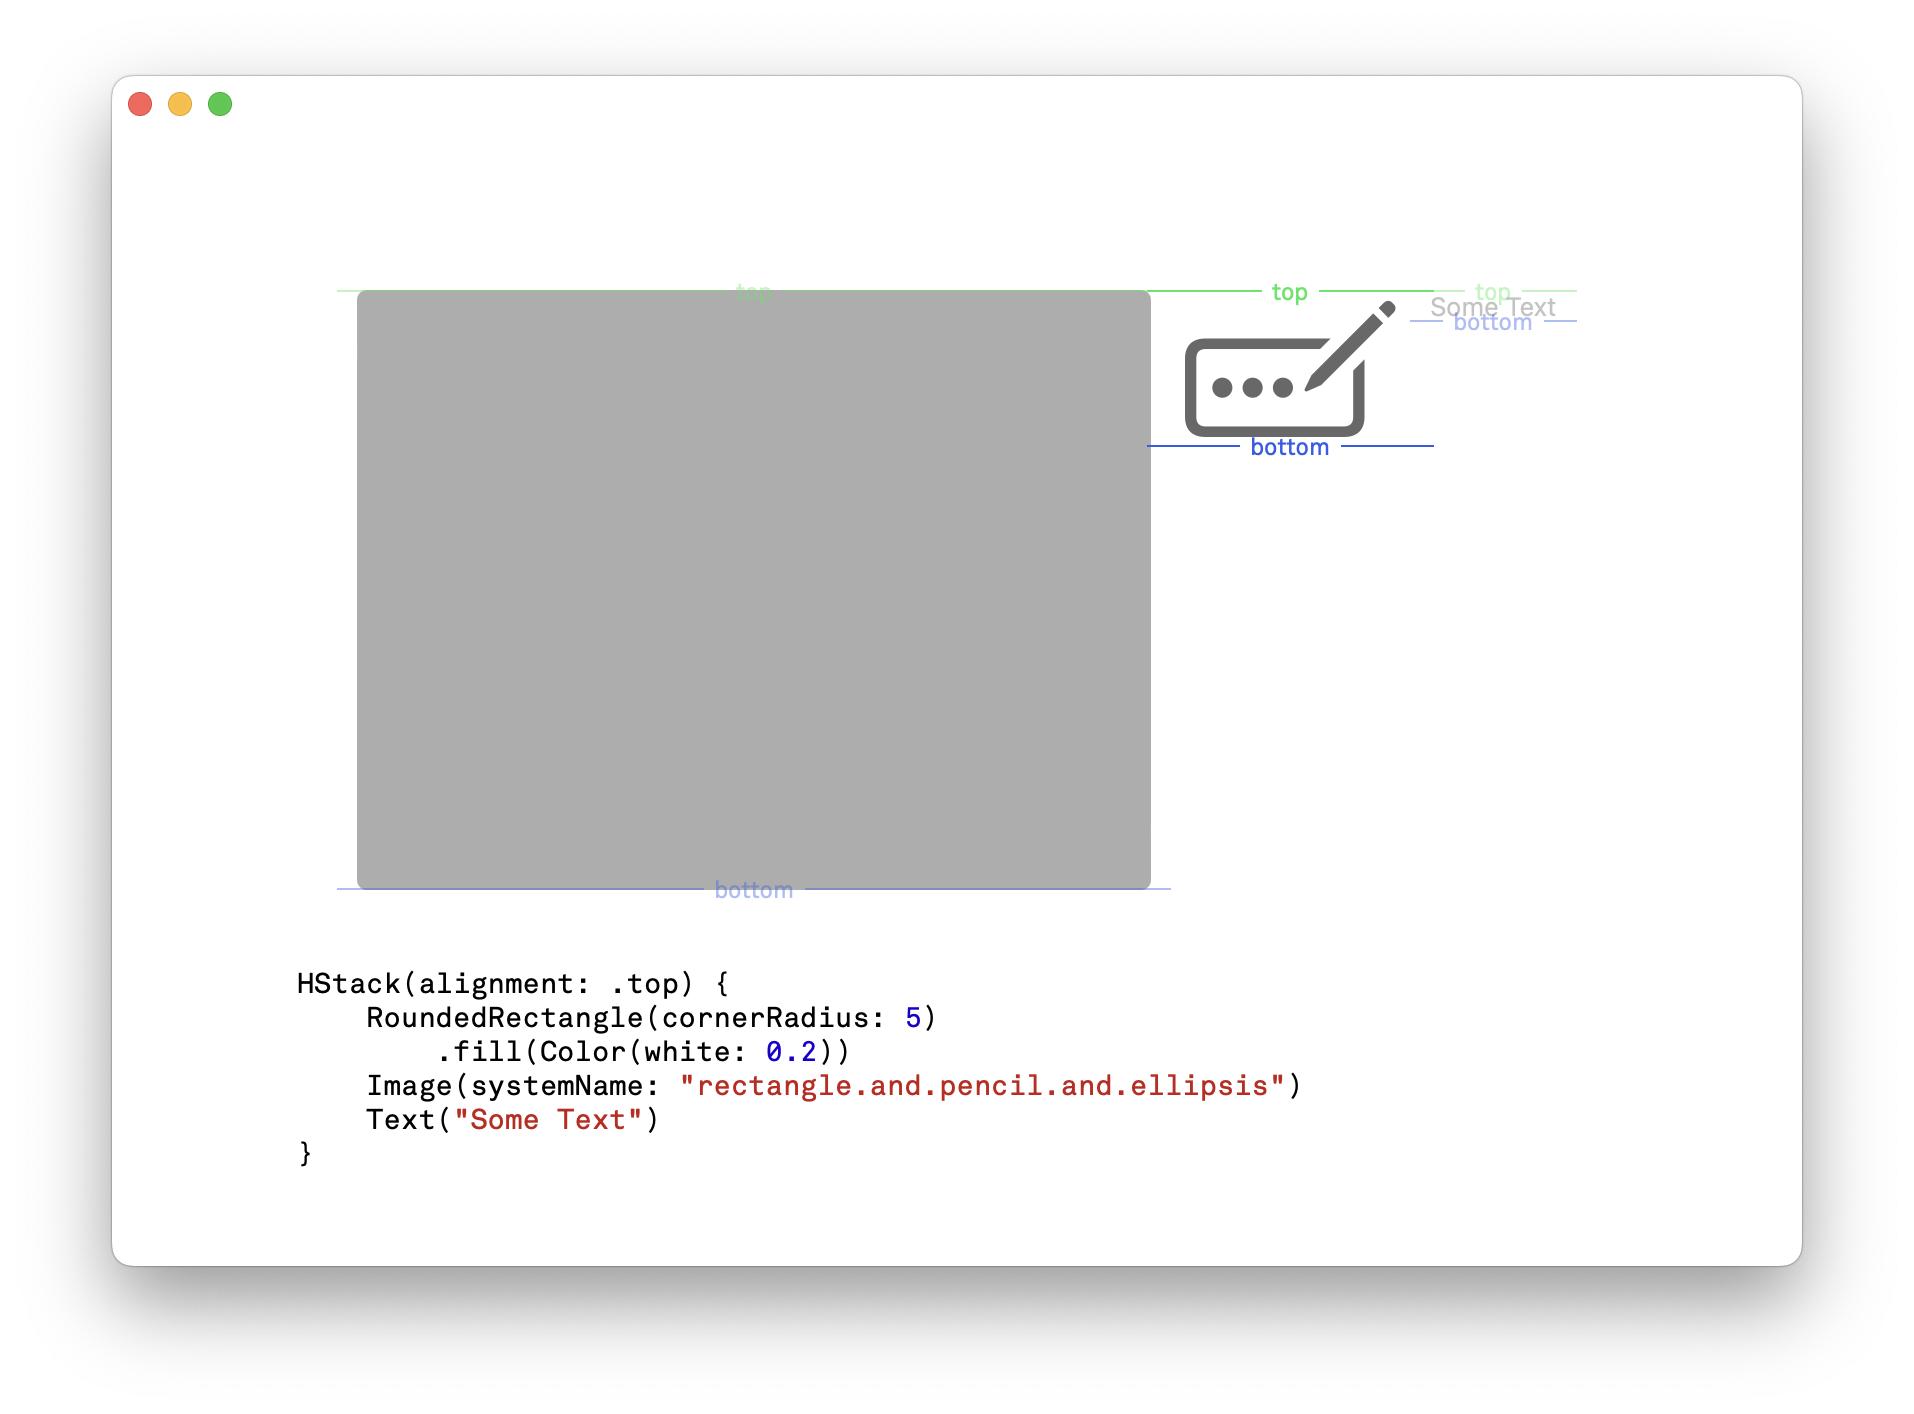 top
top
top
Some Text
bottom
bottom
bottom
HStack(alignment: .top) {
    RoundedRectangle(cornerRadius: 5)
        .fill(Color(white: 0.2))
    Image(systemName: "rectangle.and.pencil.and.ellipsis")
    Text("Some Text")
}